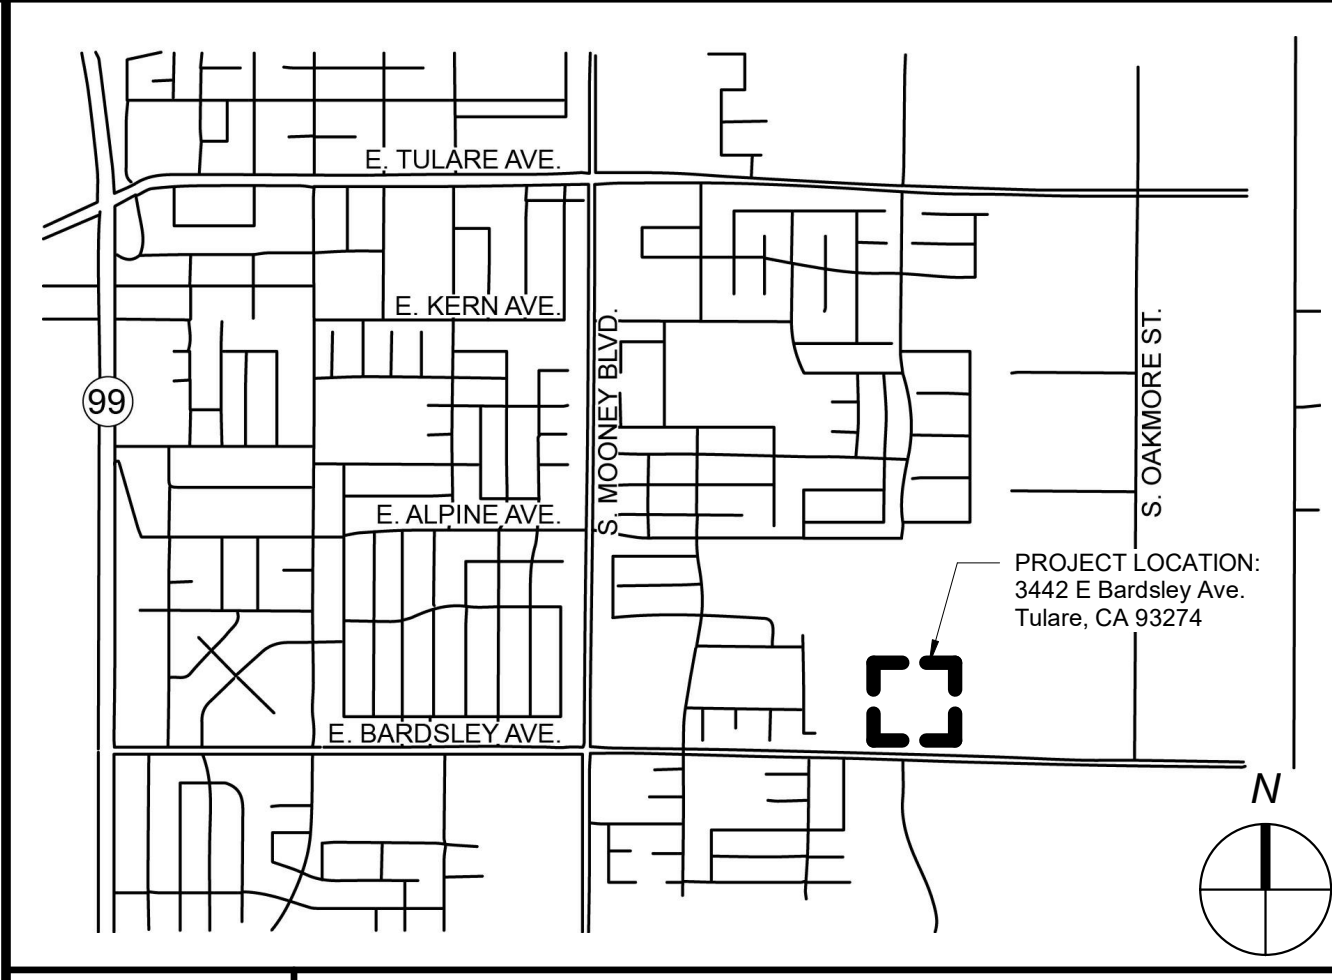 E. TULARE AVE.
E. KERN AVE.
S. MOONEY BLVD.
S. OAKMORE ST.
99
E. ALPINE AVE.
PROJECT LOCATION:
3442 E Bardsley Ave.
Tulare, CA 93274
E. BARDSLEY AVE.
N